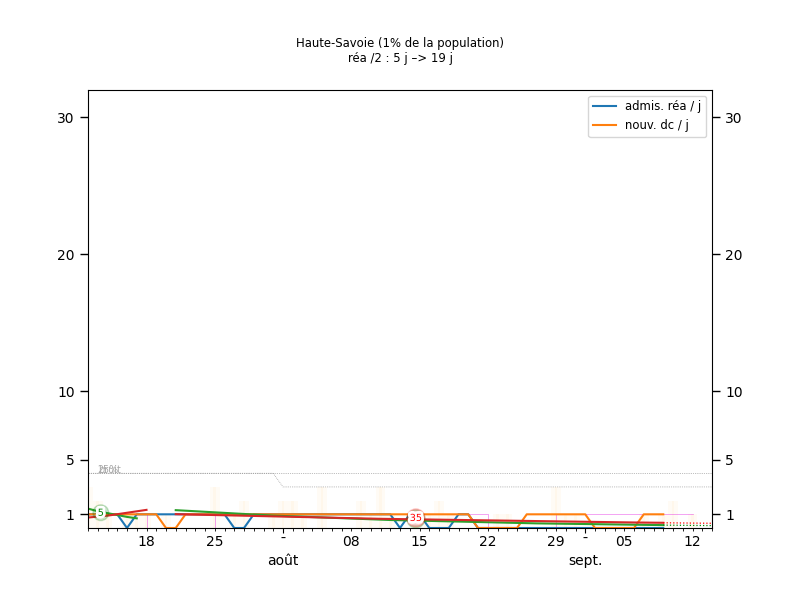 Haute-Savoie (1% de la population)
réa /2 : 5 j –> 19 j
admis. réa / j
nouv. dc / j
30 30
20 20
10 10
5 5
1 1
5
35
18 25 - 08 15 22 29 - 05 12
août sept.